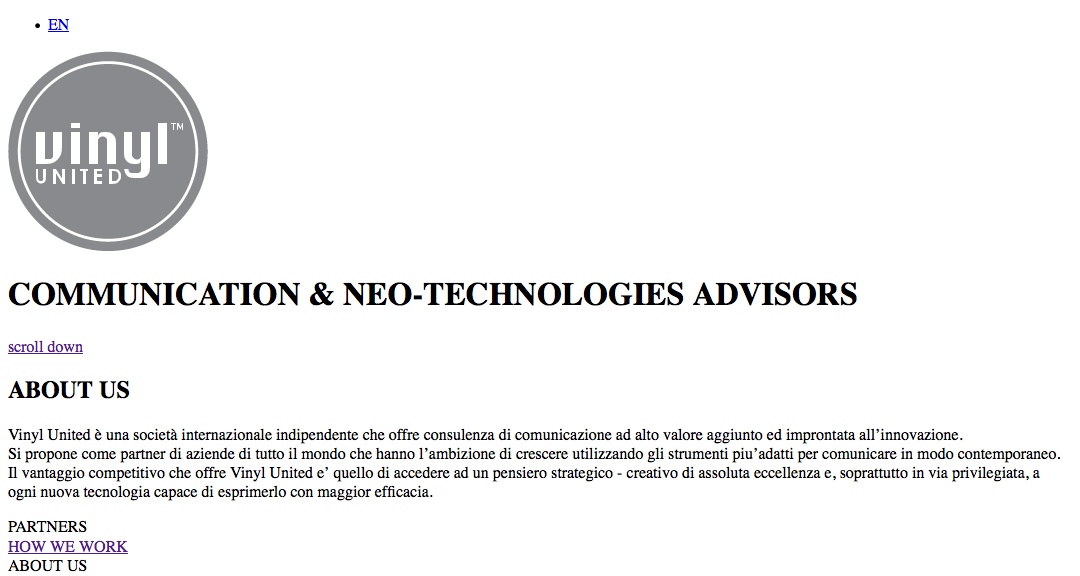 EN
vinyl™
UNITED
COMMUNICATION & NEO-TECHNOLOGIES ADVISORS
scroll down
ABOUT US
Vinyl United è una società internazionale indipendente che offre consulenza di comunicazione ad alto valore aggiunto ed improntata all’innovazione.
Si propone come partner di aziende di tutto il mondo che hanno l’ambizione di crescere utilizzando gli strumenti piu’adatti per comunicare in modo contemporaneo.
Il vantaggio competitivo che offre Vinyl United e’ quello di accedere ad un pensiero strategico - creativo di assoluta eccellenza e, soprattutto in via privilegiata, a
ogni nuova tecnologia capace di esprimerlo con maggior efficacia.
PARTNERS
HOW WE WORK
ABOUT US